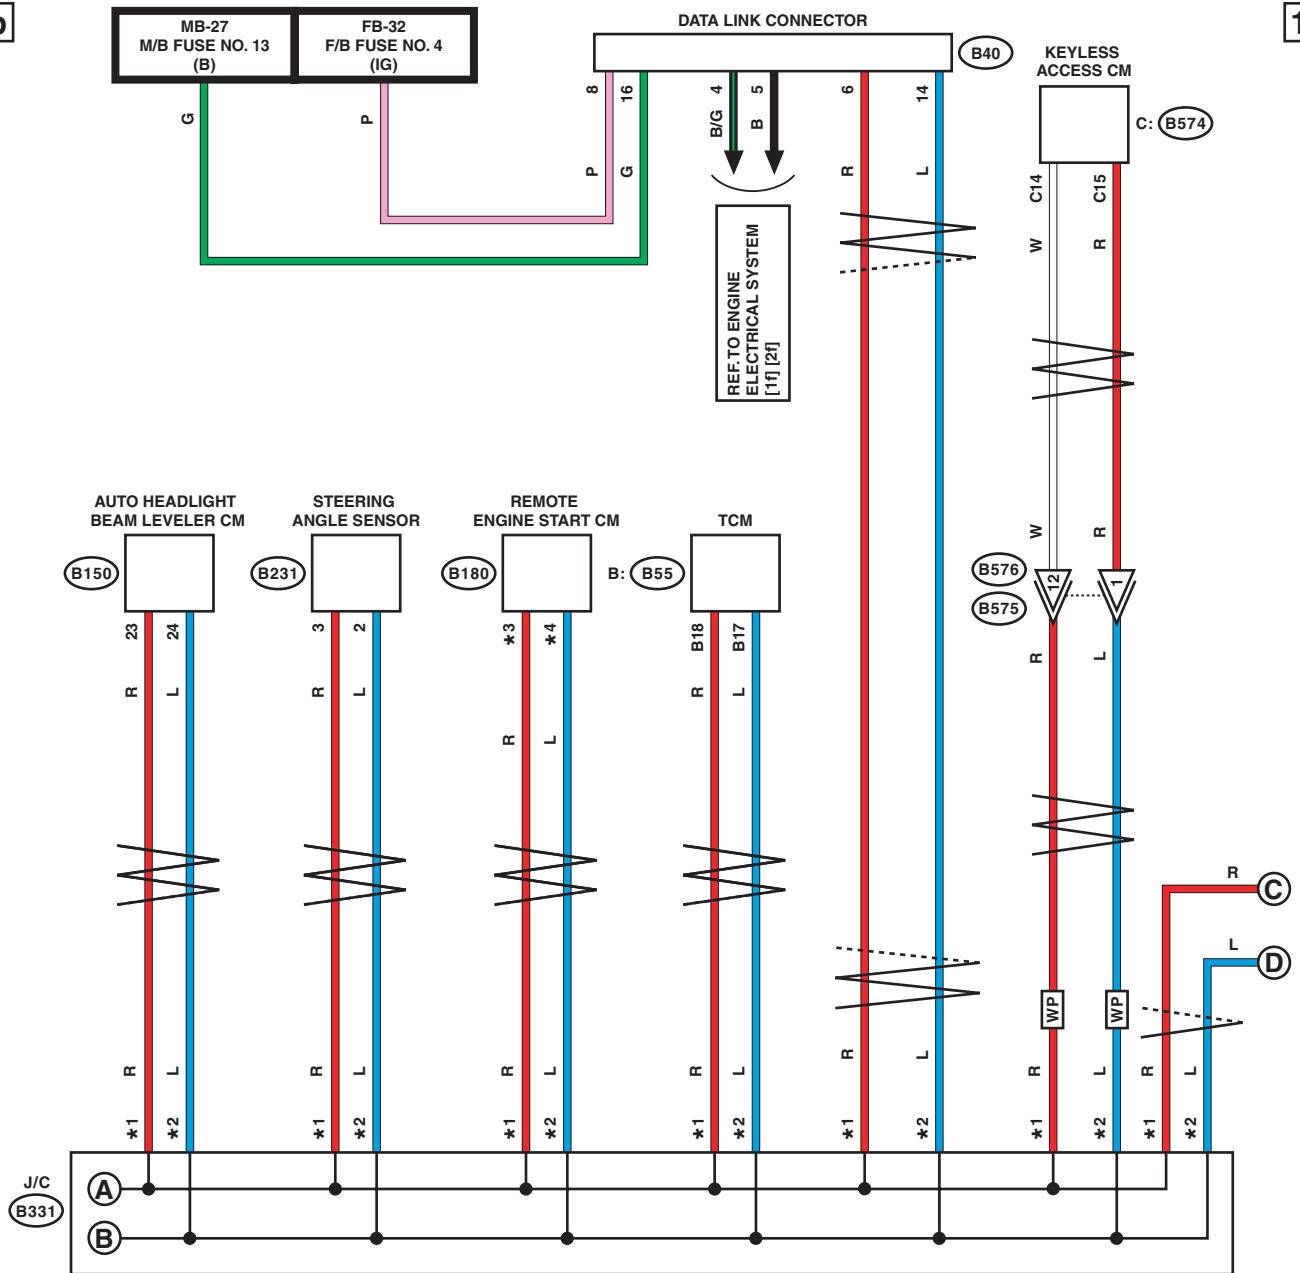 b
1
MB-27
M/B FUSE NO. 13
(B)
FB-32
F/B FUSE NO. 4
(IG)
DATA LINK CONNECTOR
B40
KEYLESS
ACCESS CM
C: B574
8
16
4
5
6
14
G
P
B/G
B
P
G
R
L
C14
C15
W
R
REF. TO ENGINE
ELECTRICAL SYSTEM
[1f] [2f]
AUTO HEADLIGHT
BEAM LEVELER CM
STEERING
ANGLE SENSOR
REMOTE
ENGINE START CM
TCM
W
R
B150
B231
B180
B: B55
B576
B575
12
1
23
24
3
2
*3
*4
B18
B17
R
L
R
L
R
L
R
L
R
L
R
C
L
D
WP
WP
R
L
R
L
R
L
R
L
R
L
R
L
R
L
*1
*2
*1
*2
*1
*2
*1
*2
*1
*2
*1
*2
*1
*2
J/C
B331
A
B